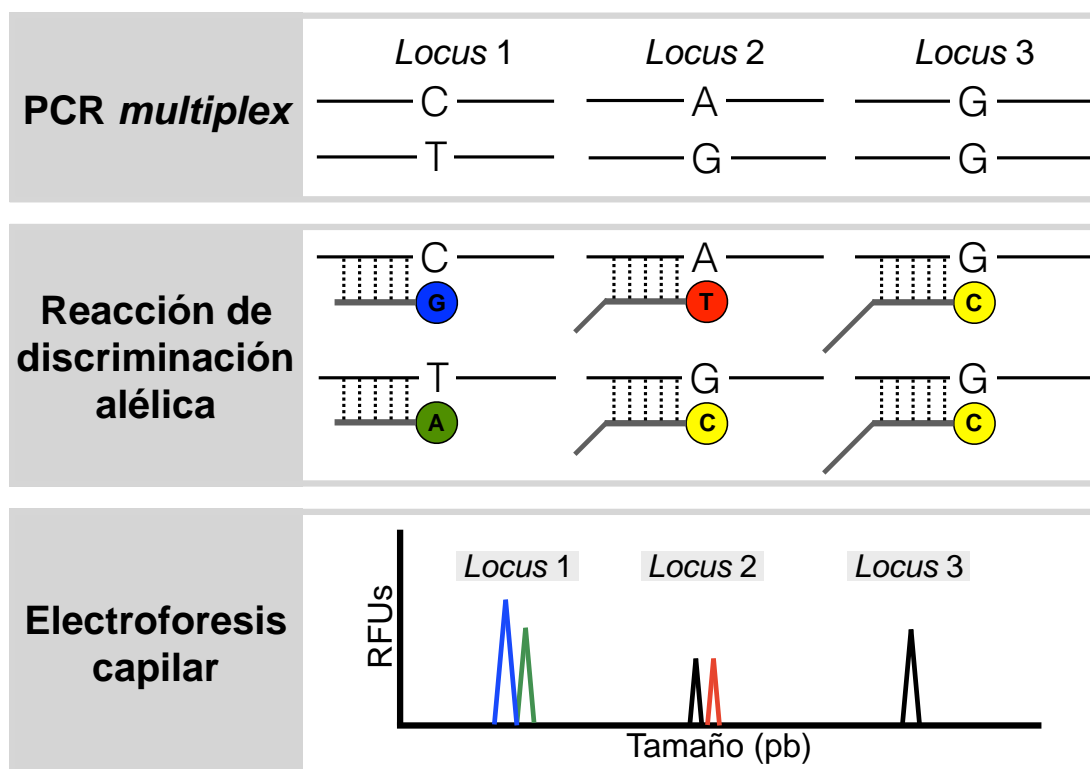 PCR multiplex
Locus 1 Locus 2 Locus 3
C A G
T G G
Reacción de
discriminación
alélica
C A G
G T C
T G G
A C C
Electroforesis
capilar
RFUs
Locus 1 Locus 2 Locus 3
Tamaño (pb)